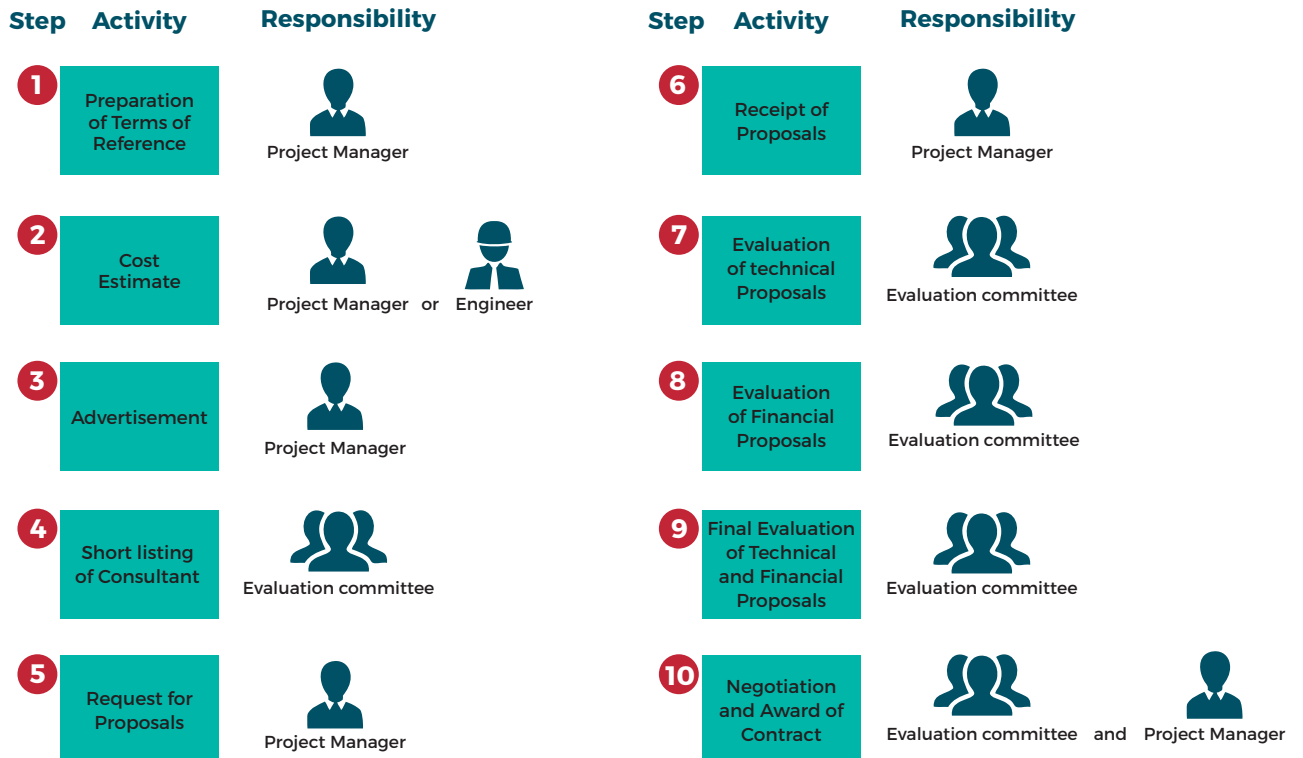 Step Activity Responsibility
1
Preparation
of Terms of
Reference
Project Manager
2
Cost
Estimate
Project Manager or Engineer
3
Advertisement
Project Manager
4
Short listing
of Consultant
Evaluation committee
5
Request for
Proposals
Project Manager
Step Activity Responsibility
6
Receipt of
Proposals
Project Manager
7
Evaluation
of technical
Proposals
Evaluation committee
8
Evaluation
of Financial
Proposals
Evaluation committee
9
Final Evaluation
of Technical
and Financial
Proposals
Evaluation committee
10
Negotiation
and Award of
Contract
Evaluation committee and Project Manager